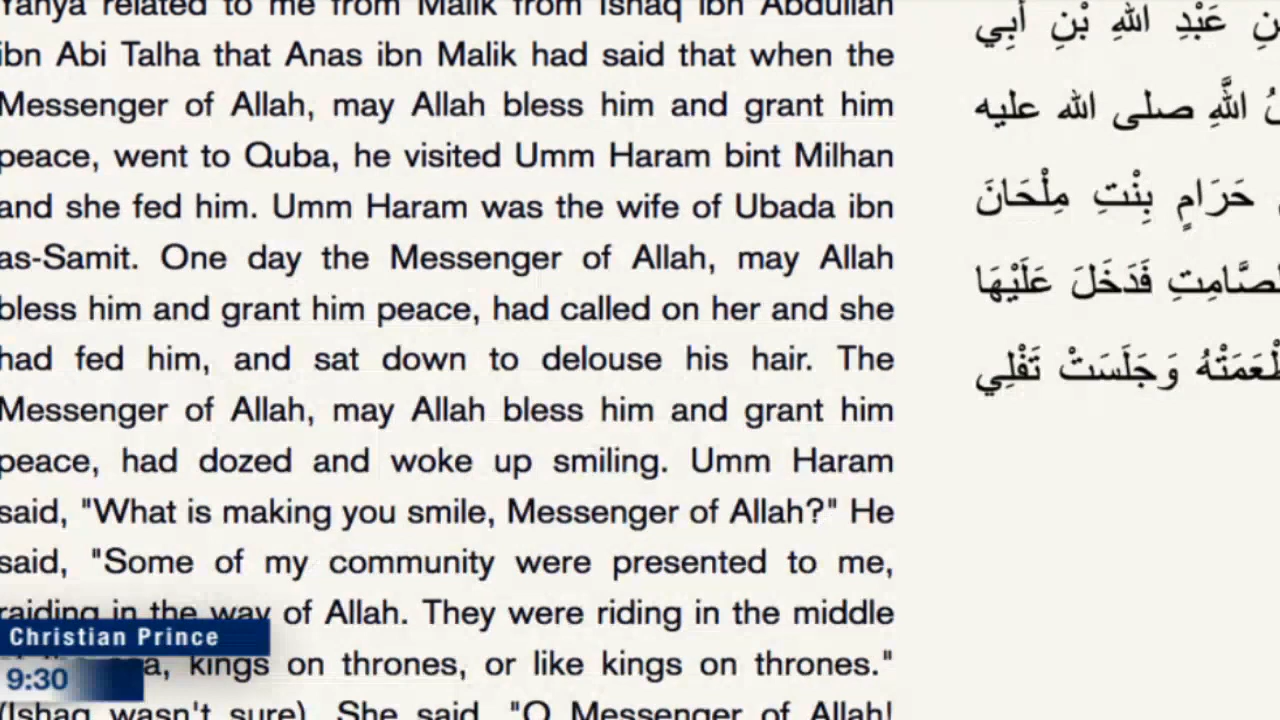 Yahya related to me from Malik from Ishaq ibn Abdullah
ibn Abi Talha that Anas ibn Malik had said that when the
Messenger of Allah, may Allah bless him and grant him
peace, went to Quba, he visited Umm Haram bint Milhan
and she fed him. Umm Haram was the wife of Ubada ibn
as-Samit. One day the Messenger of Allah, may Allah
bless him and grant him peace, had called on her and she
had fed him, and sat down to delouse his hair. The
Messenger of Allah, may Allah bless him and grant him
peace, had dozed and woke up smiling. Umm Haram
said, "What is making you smile, Messenger of Allah?" He
said, "Some of my community were presented to me,
raiding in the way of Allah. They were riding in the middle
kings on thrones, or like kings on thrones."
(Ishaq wasn't sure). She said, "O Messenger of Allah!
عَبْدِ اللهِ بْنِ أَبِي
اللَّهِ صلى الله عليه
حَرَامٍ بِنْتِ مِلْحَانَ
الصَّامِتِ فَدَخَلَ عَلَيْهَا
وَجَلَسَتْ تَفْلِي
Christian Prince
9:30